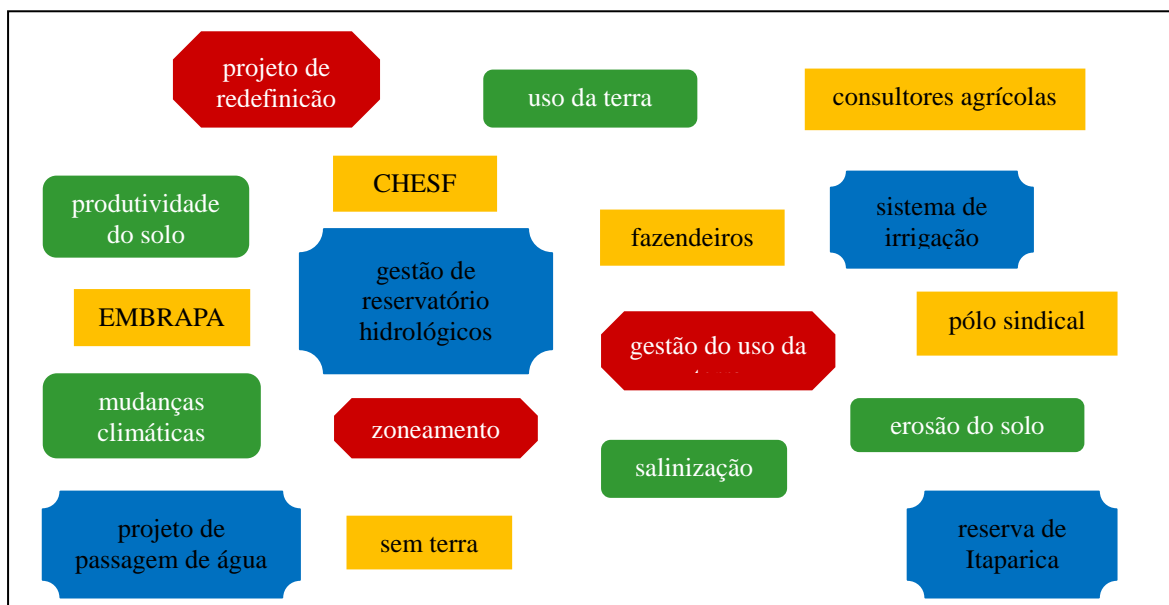 projeto de
redefinicão
uso da terra
consultores agrícolas
CHESF
produtividade
do solo
sistema de
irrigação
fazendeiros
gestão de
reservatório
hidrológicos
EMBRAPA
pólo sindical
gestão do uso da
mudanças
climáticas
zoneamento
erosão do solo
salinização
projeto de
passagem de água
sem terra
reserva de
Itaparica